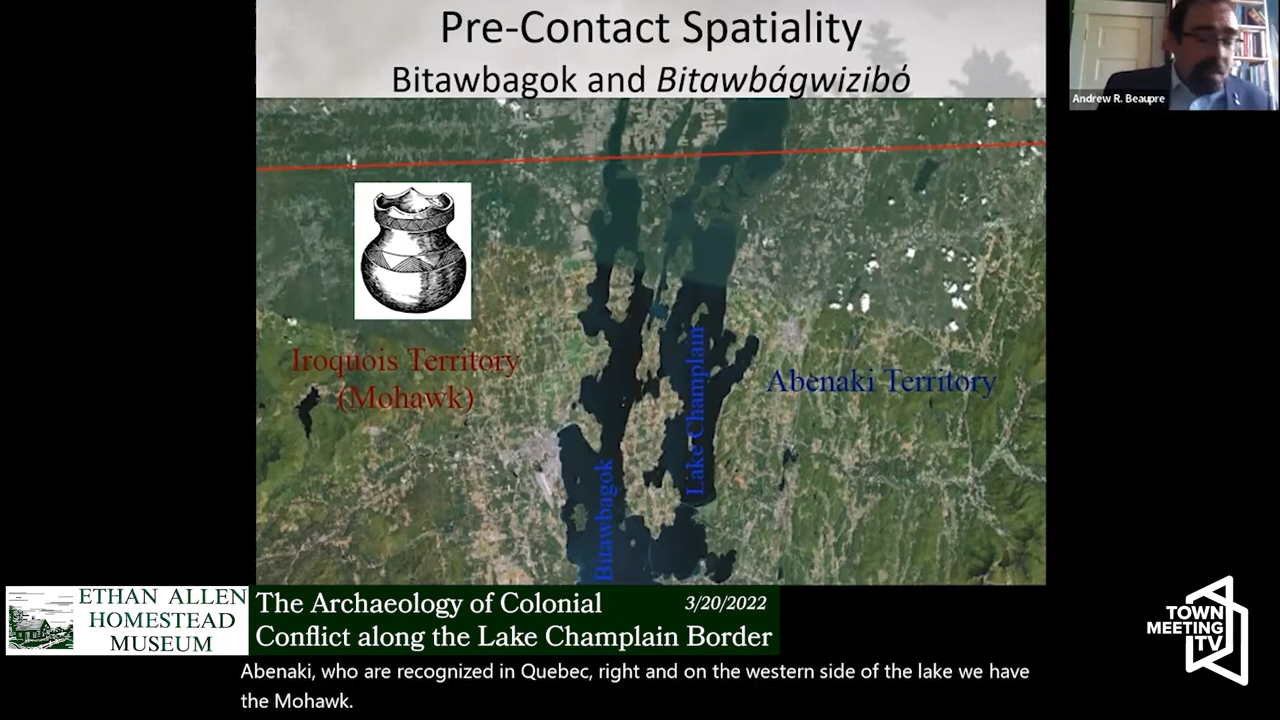 Pre-Contact Spatiality
Bitawbagok and Bitawbágwizibó
Andrew R. Beaupre
Iroquois Territory
(Mohawk)
Abenaki Territory
Lake Champlain
Bitawbagok
ETHAN ALLEN
HOMESTEAD
MUSEUM
The Archaeology of Colonial 3/20/2022
Conflict along the Lake Champlain Border
TOWN
MEETING
TV
Abenaki, who are recognized in Quebec, right and on the western side of the lake we have
the Mohawk.